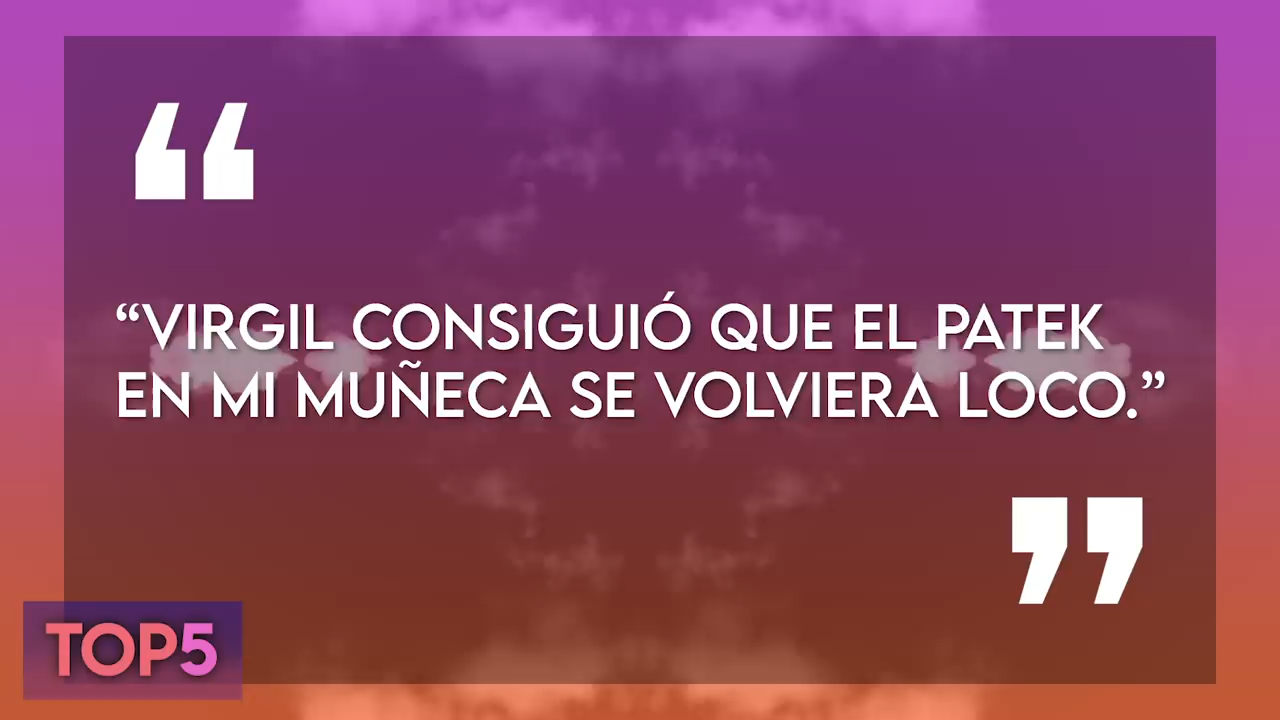 “VIRGIL CONSIGUIÓ QUE EL PATEK
EN MI MUÑECA SE VOLVIERA LOCO.”
TOP5